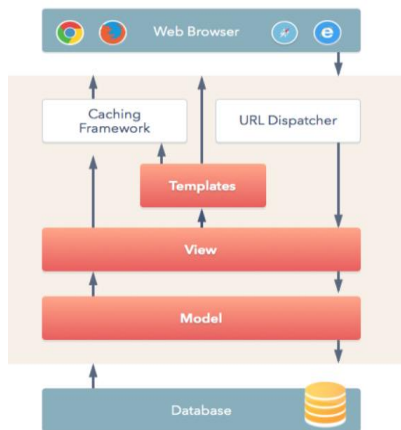 Web Browser
Caching
Framework
URL Dispatcher
Templates
View
Model
Database